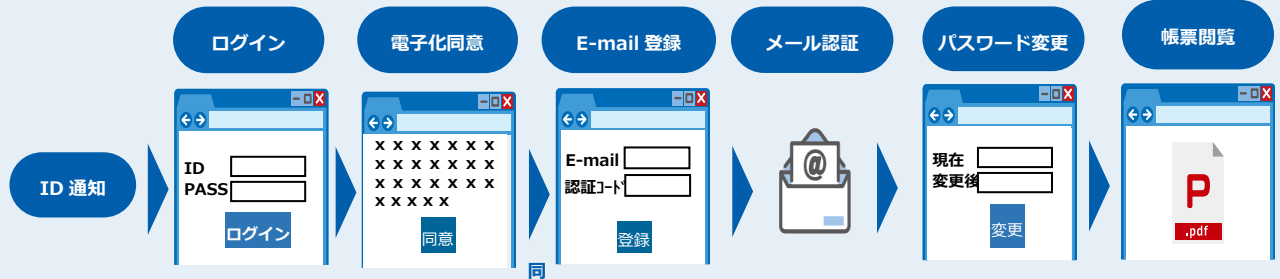 ログイン
電子化同意
E-mail 登録
メール認証
パスワード変更
帳票閲覧
ID 通知
ID
PASS
ログイン
x x x x x x x
x x x x x x x
x x x x x x x
x x x x x
同意
E-mail
認証コード
登録
@
現在
変更後
変更
P
.pdf
同